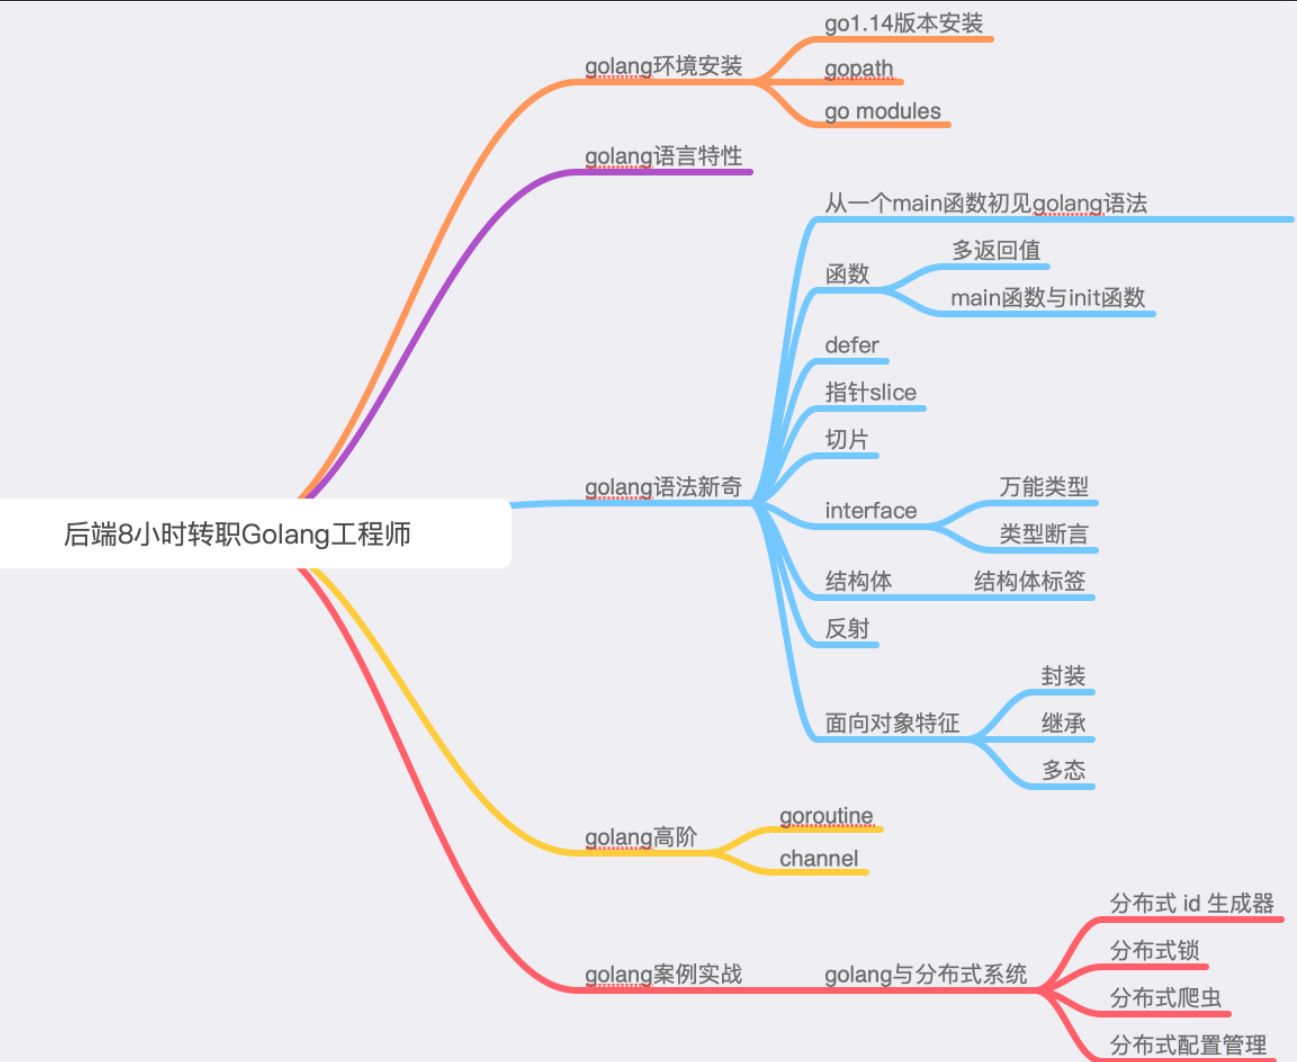 后端8小时转职Golang工程师
golang环境安装
go1.14版本安装
gopath
go modules
golang语言特性
golang语法新奇
从一个main函数初见golang语法
函数
多返回值
main函数与init函数
defer
指针slice
切片
interface
万能类型
类型断言
结构体
结构体标签
反射
面向对象特征
封装
继承
多态
golang高阶
goroutine
channel
golang案例实战
golang与分布式系统
分布式 id 生成器
分布式锁
分布式爬虫
分布式配置管理